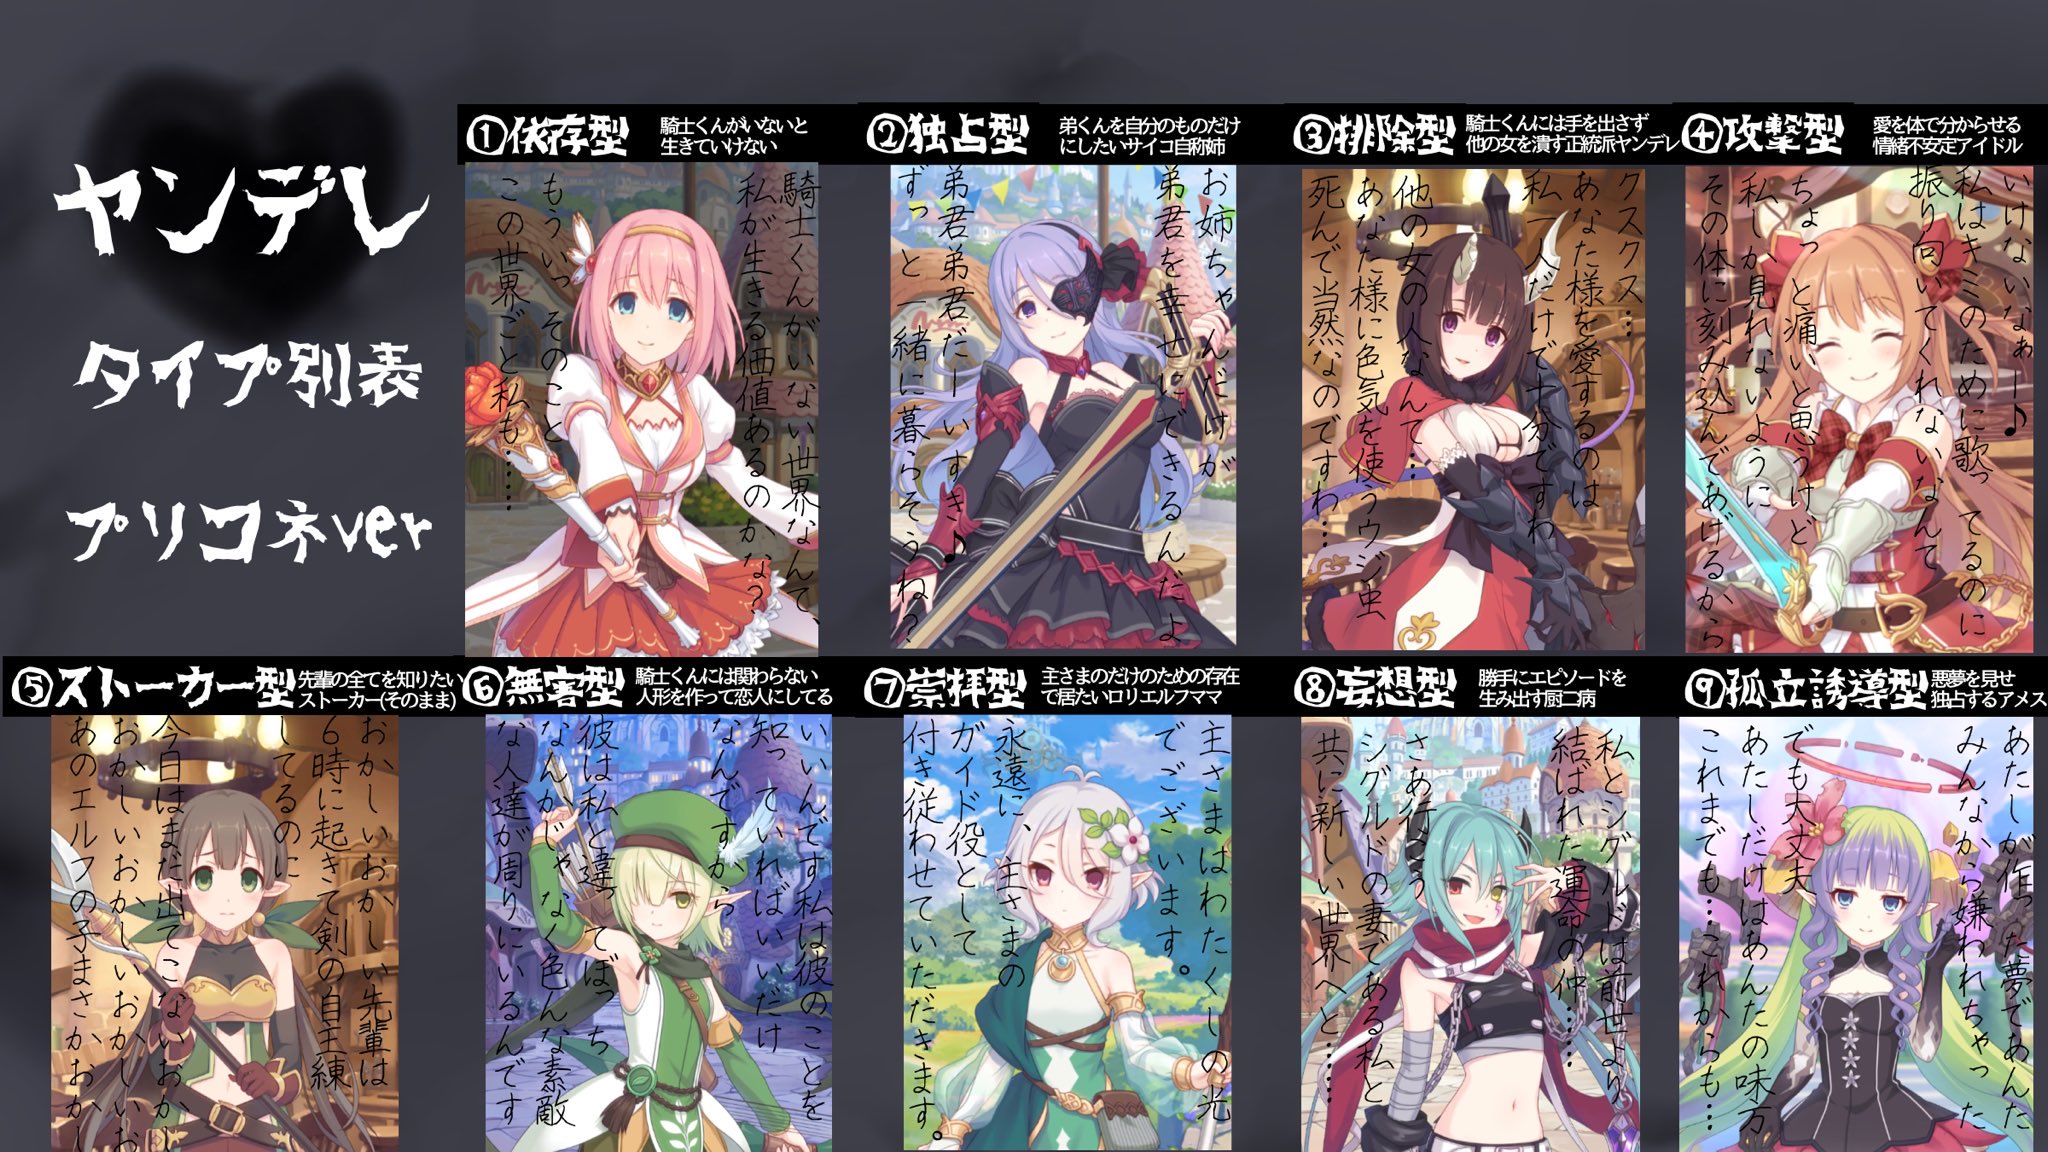 ヤンデレ
タイプ別表
プリコネver
①依存型
騎士くんがいないと
生きていけない
騎士くんがいない世界なんて、
私が生きる価値あるのかな？
もういっそのこと
この世界ごと私も……
②独占型
弟くんを自分のものだけ
にしたいサイコ自称姉
お姉ちゃんだけが
弟君を幸せにできるんだよ
弟君弟君だーいすき♪
ずっと一緒に暮らそうね？
③排除型
騎士くんには手を出さず
他の女を潰す正統派ヤンデレ
クスクス…
あなた様を愛するのは
私一人だけで十分ですわ
他の女の人なんて…
あなた様に色気を使うウジ虫
死んで当然なのですわ…
④攻撃型
愛を体で分からせる
情緒不安定アイドル
いけないなぁー♪
私はキミのために歌ってるのに
振り向いてくれないなんて
ちょっと痛いと思うけど
私しか見れないように
その体に刻み込んであげるから
⑤ストーカー型
先輩の全てを知りたい
ストーカー(そのまま)
おかしいおかしい先輩は
6時に起きて剣の自主練
してるのに
今日はまだ出てこないおかし
おかしいおかしいおかしいお
あのエルフの子まさかおかし
⑥無害型
騎士くんには関わらない
人形を作って恋人にしてる
いいんです私は彼のことを
知っていればいいだけ
なんですから
彼は私と違ってぼっち
なんかじゃなく色んな素敵
な人達が周りにいるんです
⑦崇拝型
主さまのだけのための存在
で居たいロリエルフママ
主さまはわたくしの光
でございます。
永遠に、主さまの
ガイド役として
付き従わせていただきます。
⑧妄想型
勝手にエピソードを
生み出す厨二病
私とシグルドは前世より
結ばれた運命の仲……
さあ行こう
シグルドの妻である私と
共に新しい世界へと……
⑨孤立誘導型
悪夢を見せ
独占するアメス
あたしが作った夢であんた
みんなから嫌われちゃった
でも大丈夫
あたしだけはあんたの味方
これまでも…これからも…